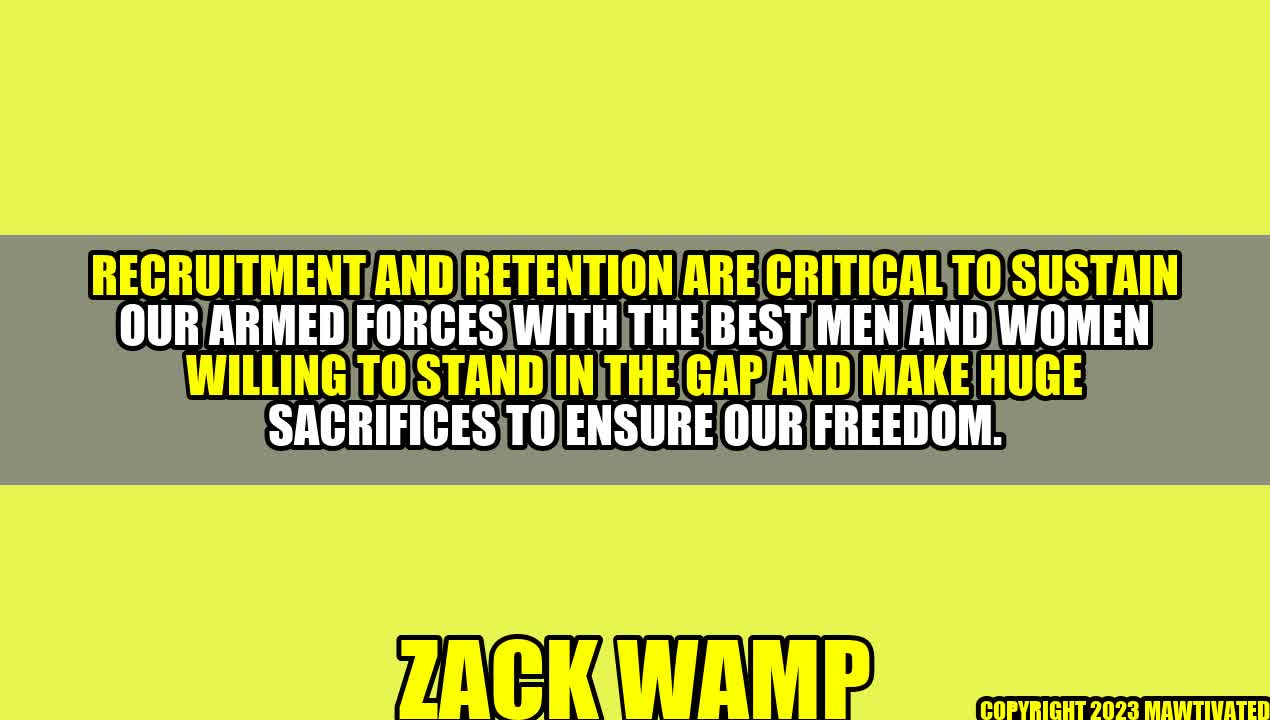 RECRUITMENT AND RETENTION ARE CRITICAL TO SUSTAIN
OUR ARMED FORCES WITH THE BEST MEN AND WOMEN
WILLING TO STAND IN THE GAP AND MAKE HUGE
SACRIFICES TO ENSURE OUR FREEDOM.
ZACK WAMP
COPYRIGHT 2023 MAWTIVATED